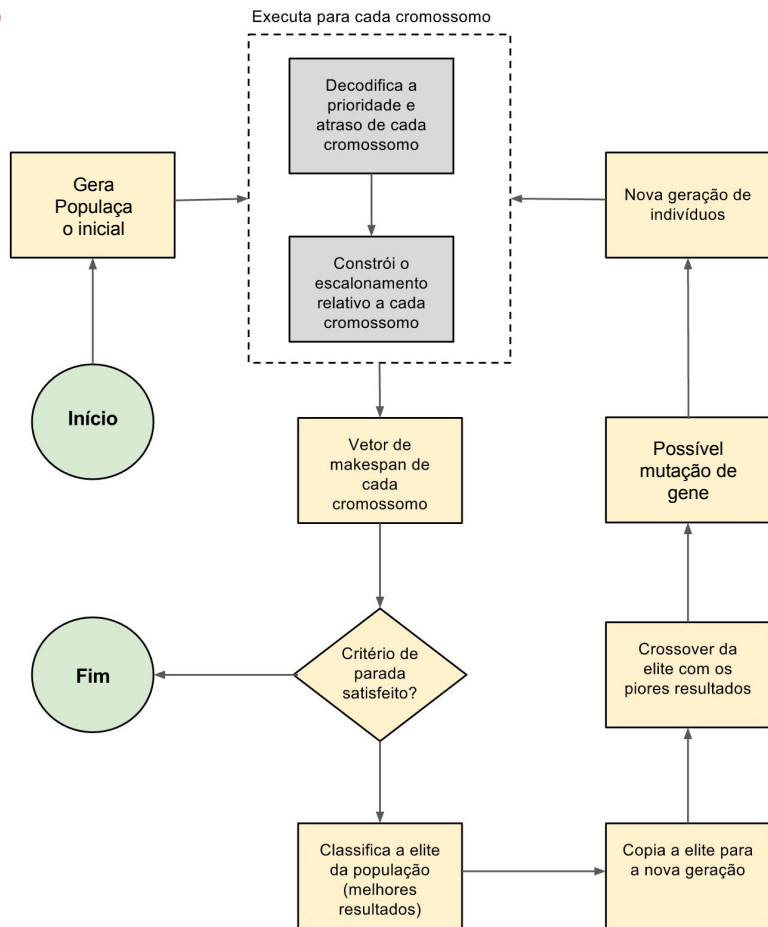 Executa para cada cromossomo
Decodifica a
prioridade e
atraso de cada
cromossomo
Gera
Populaça
o inicial
Nova geração de
indivíduos
Constrói o
escalonamento
relativo a cada
cromossomo
Início
Vetor de
makespan de
cada
cromossomo
Possível
mutação de
gene
Critério de
parada
satisfeito?
Fim
Crossover da
elite com os
piores resultados
Classifica a elite
da população
(melhores
resultados)
Copia a elite para
a nova geração